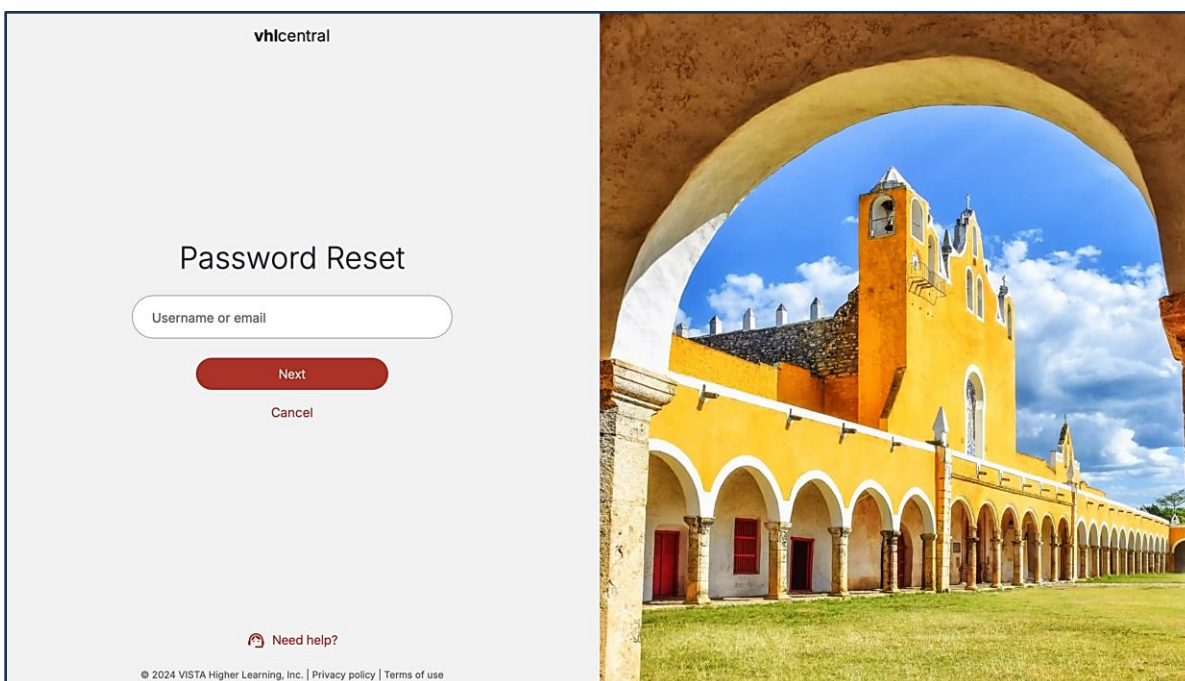 vhlcentral
Password Reset
Username or email
Next
Cancel
Need help?
© 2024 VISTA Higher Learning, Inc. | Privacy policy | Terms of use